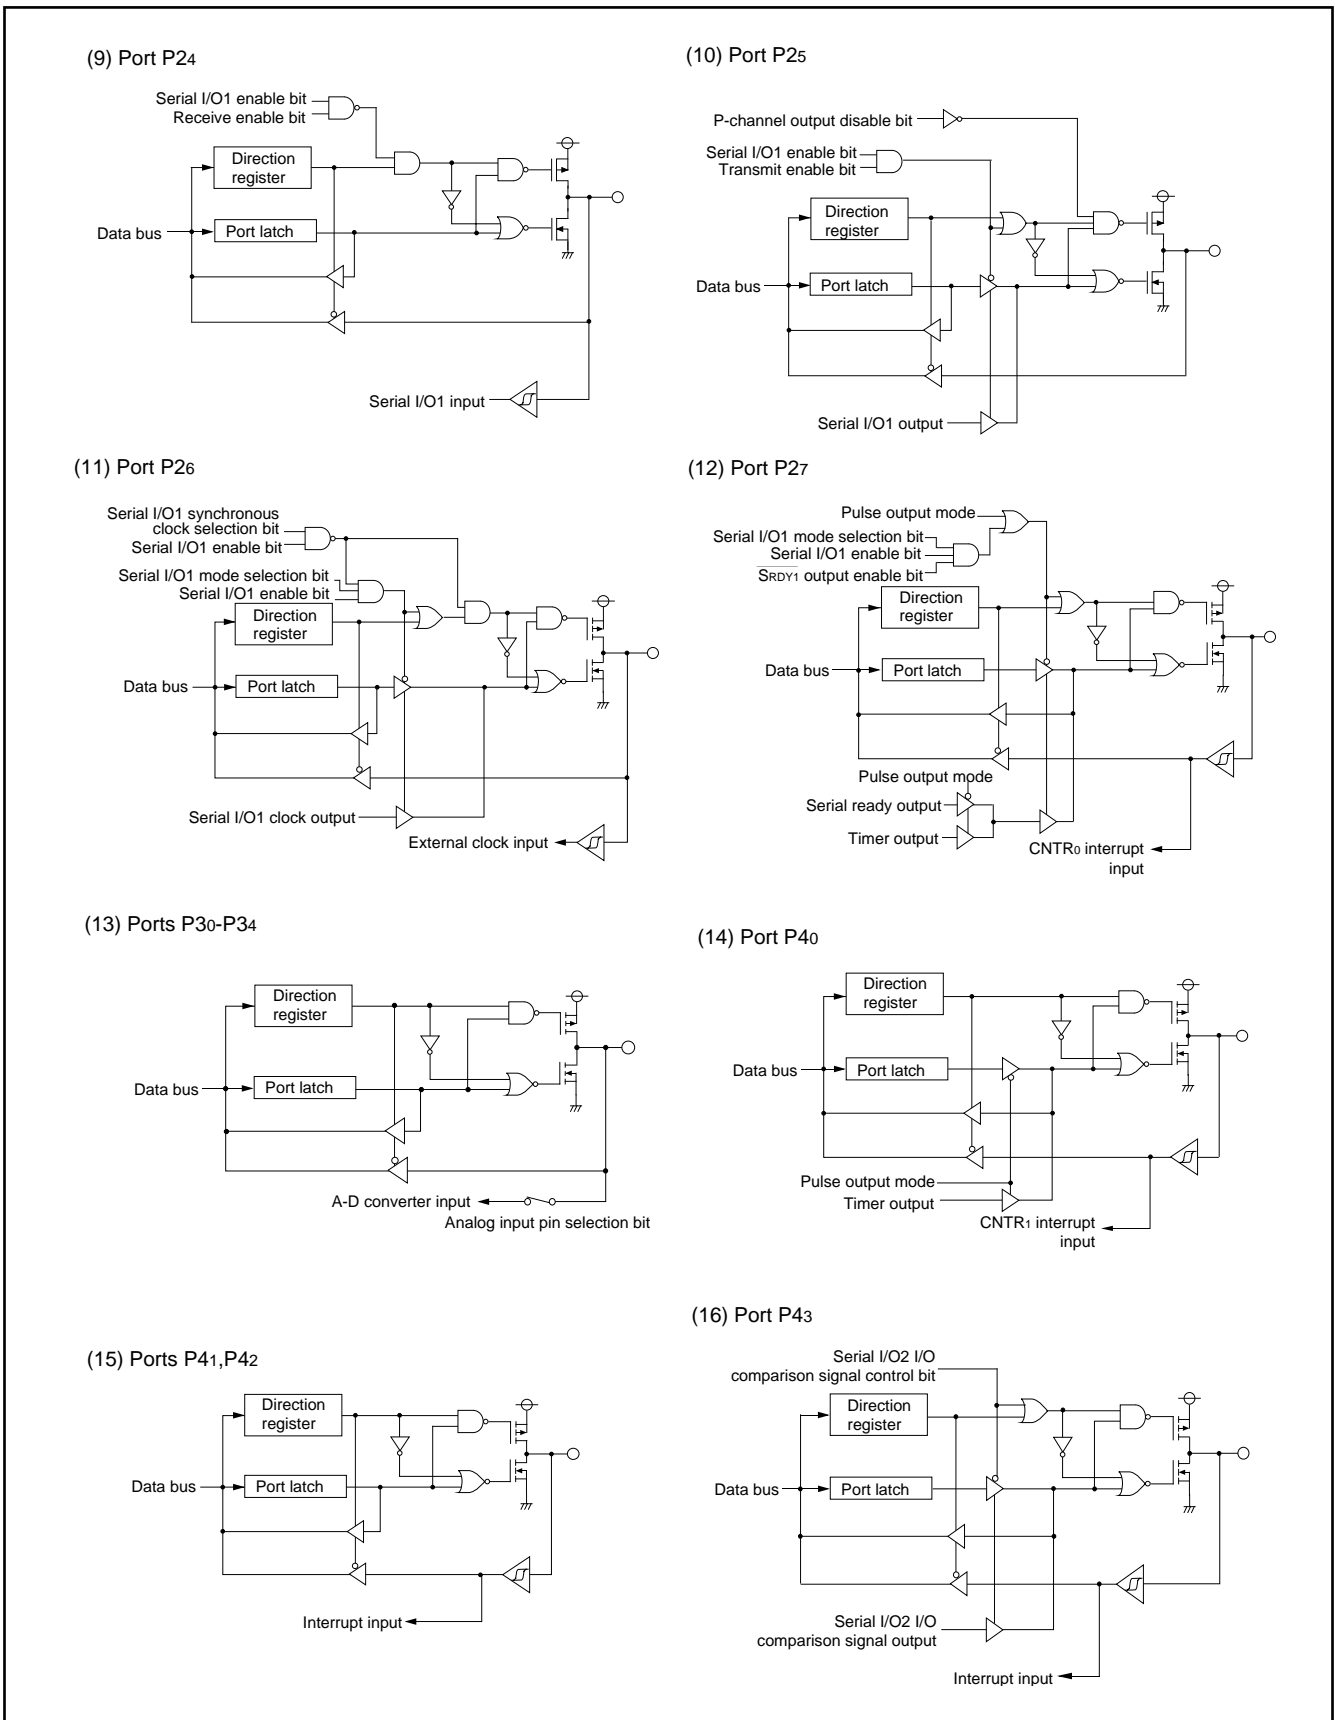 (9) Port P24
Serial I/O1 enable bit
Receive enable bit
Direction
register
Data bus
Port latch
Serial I/O1 input
(10) Port P25
P-channel output disable bit
Serial I/O1 enable bit
Transmit enable bit
Direction
register
Data bus
Port latch
Serial I/O1 output
(11) Port P26
Serial I/O1 synchronous
clock selection bit
Serial I/O1 enable bit
Serial I/O1 mode selection bit
Serial I/O1 enable bit
Direction
register
Data bus
Port latch
Serial I/O1 clock output
External clock input
(12) Port P27
Pulse output mode
Serial I/O1 mode selection bit
Serial I/O1 enable bit
SRDY1 output enable bit
Direction
register
Data bus
Port latch
Pulse output mode
Serial ready output
Timer output
CNTR0 interrupt
input
(13) Ports P30-P34
Direction
register
Data bus
Port latch
A-D converter input
Analog input pin selection bit
(14) Port P40
Direction
register
Data bus
Port latch
Pulse output mode
Timer output
CNTR1 interrupt
input
(15) Ports P41,P42
Direction
register
Data bus
Port latch
Interrupt input
(16) Port P43
Serial I/O2 I/O
comparison signal control bit
Direction
register
Data bus
Port latch
Serial I/O2 I/O
comparison signal output
Interrupt input